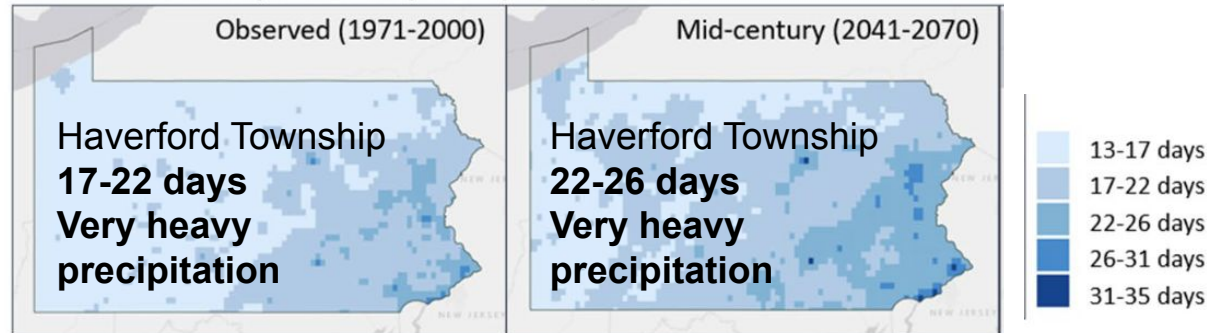 Observed (1971-2000)
Haverford Township
17-22 days
Very heavy
precipitation
NEW JERSEY
Mid-century (2041-2070)
Haverford Township
22-26 days
Very heavy
precipitation
13-17 days
17-22 days
22-26 days
26-31 days
31-35 days